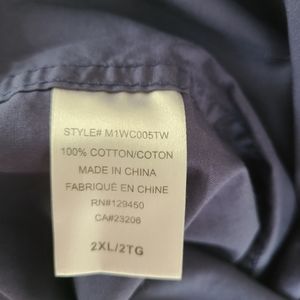 STYLE# M1WC005TW
100% COTTON/COTON
MADE IN CHINA
FABRIQUÉ EN CHINE
RN#129450
CA#23206
2XL/2TG